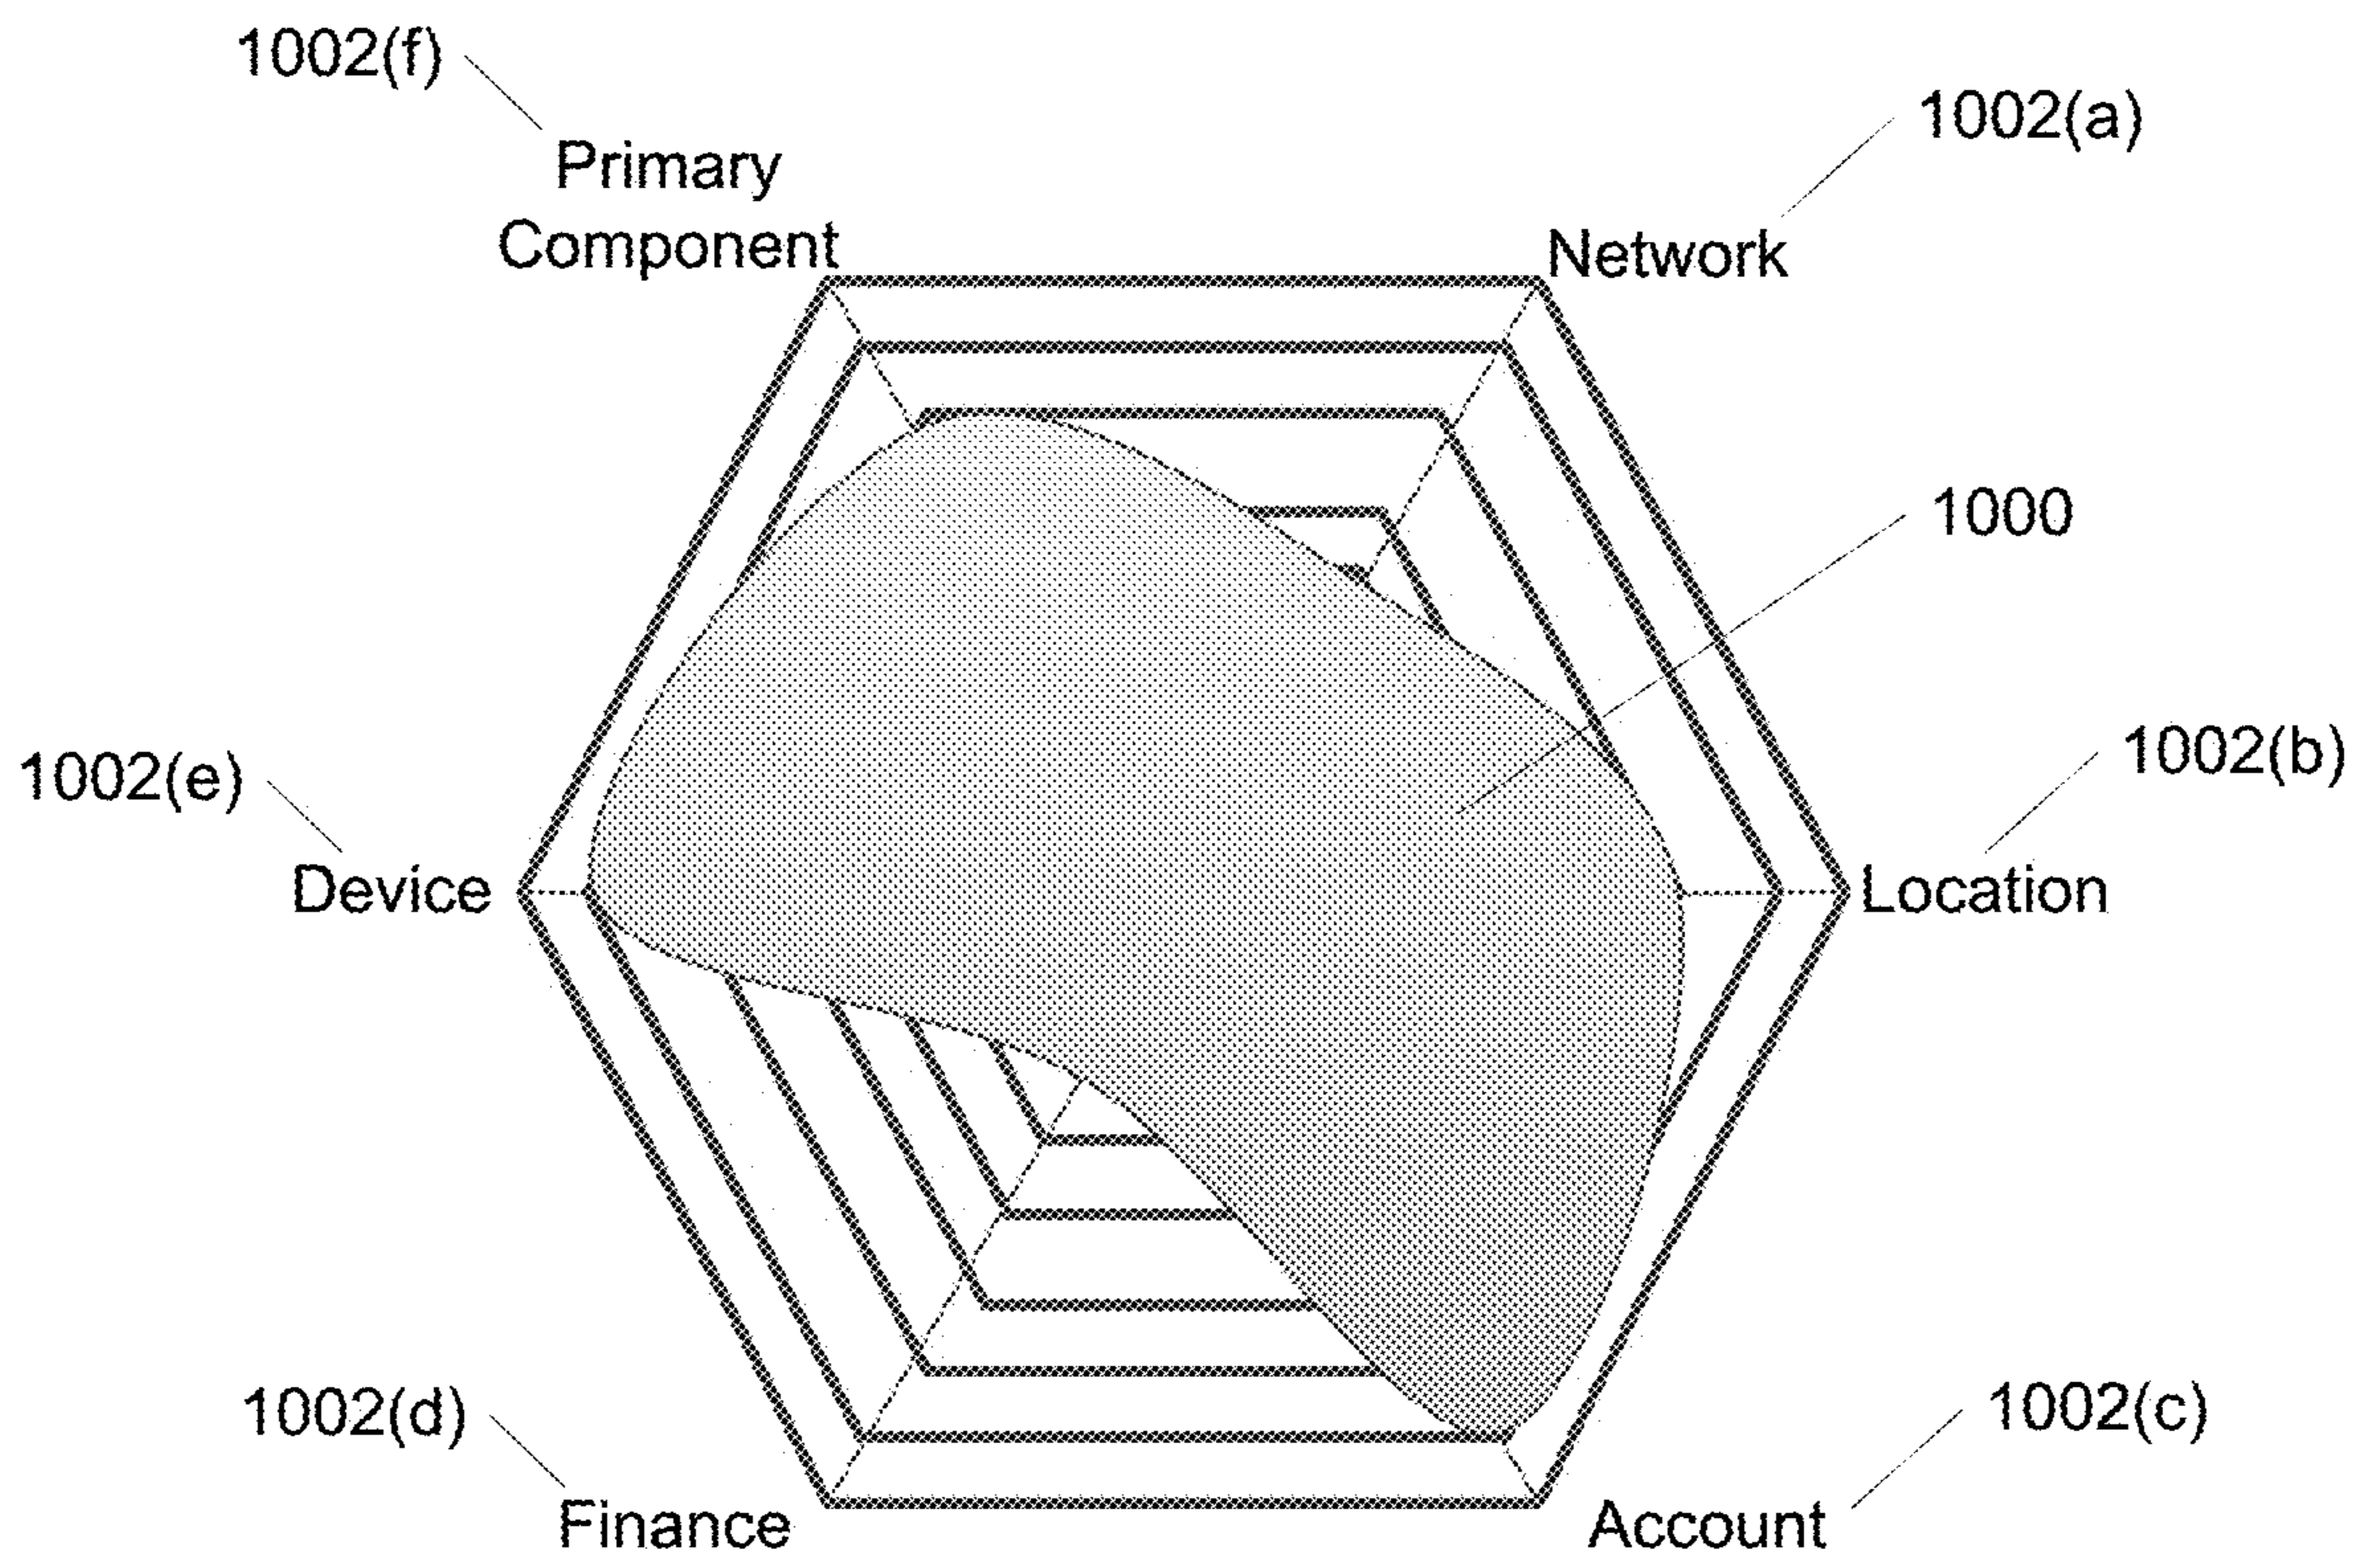 1002(f)
1002(a)
Primary
Component
Network
1000
1002(b)
1002(e)
Device
Location
1002(d)
1002(c)
Finance
Account